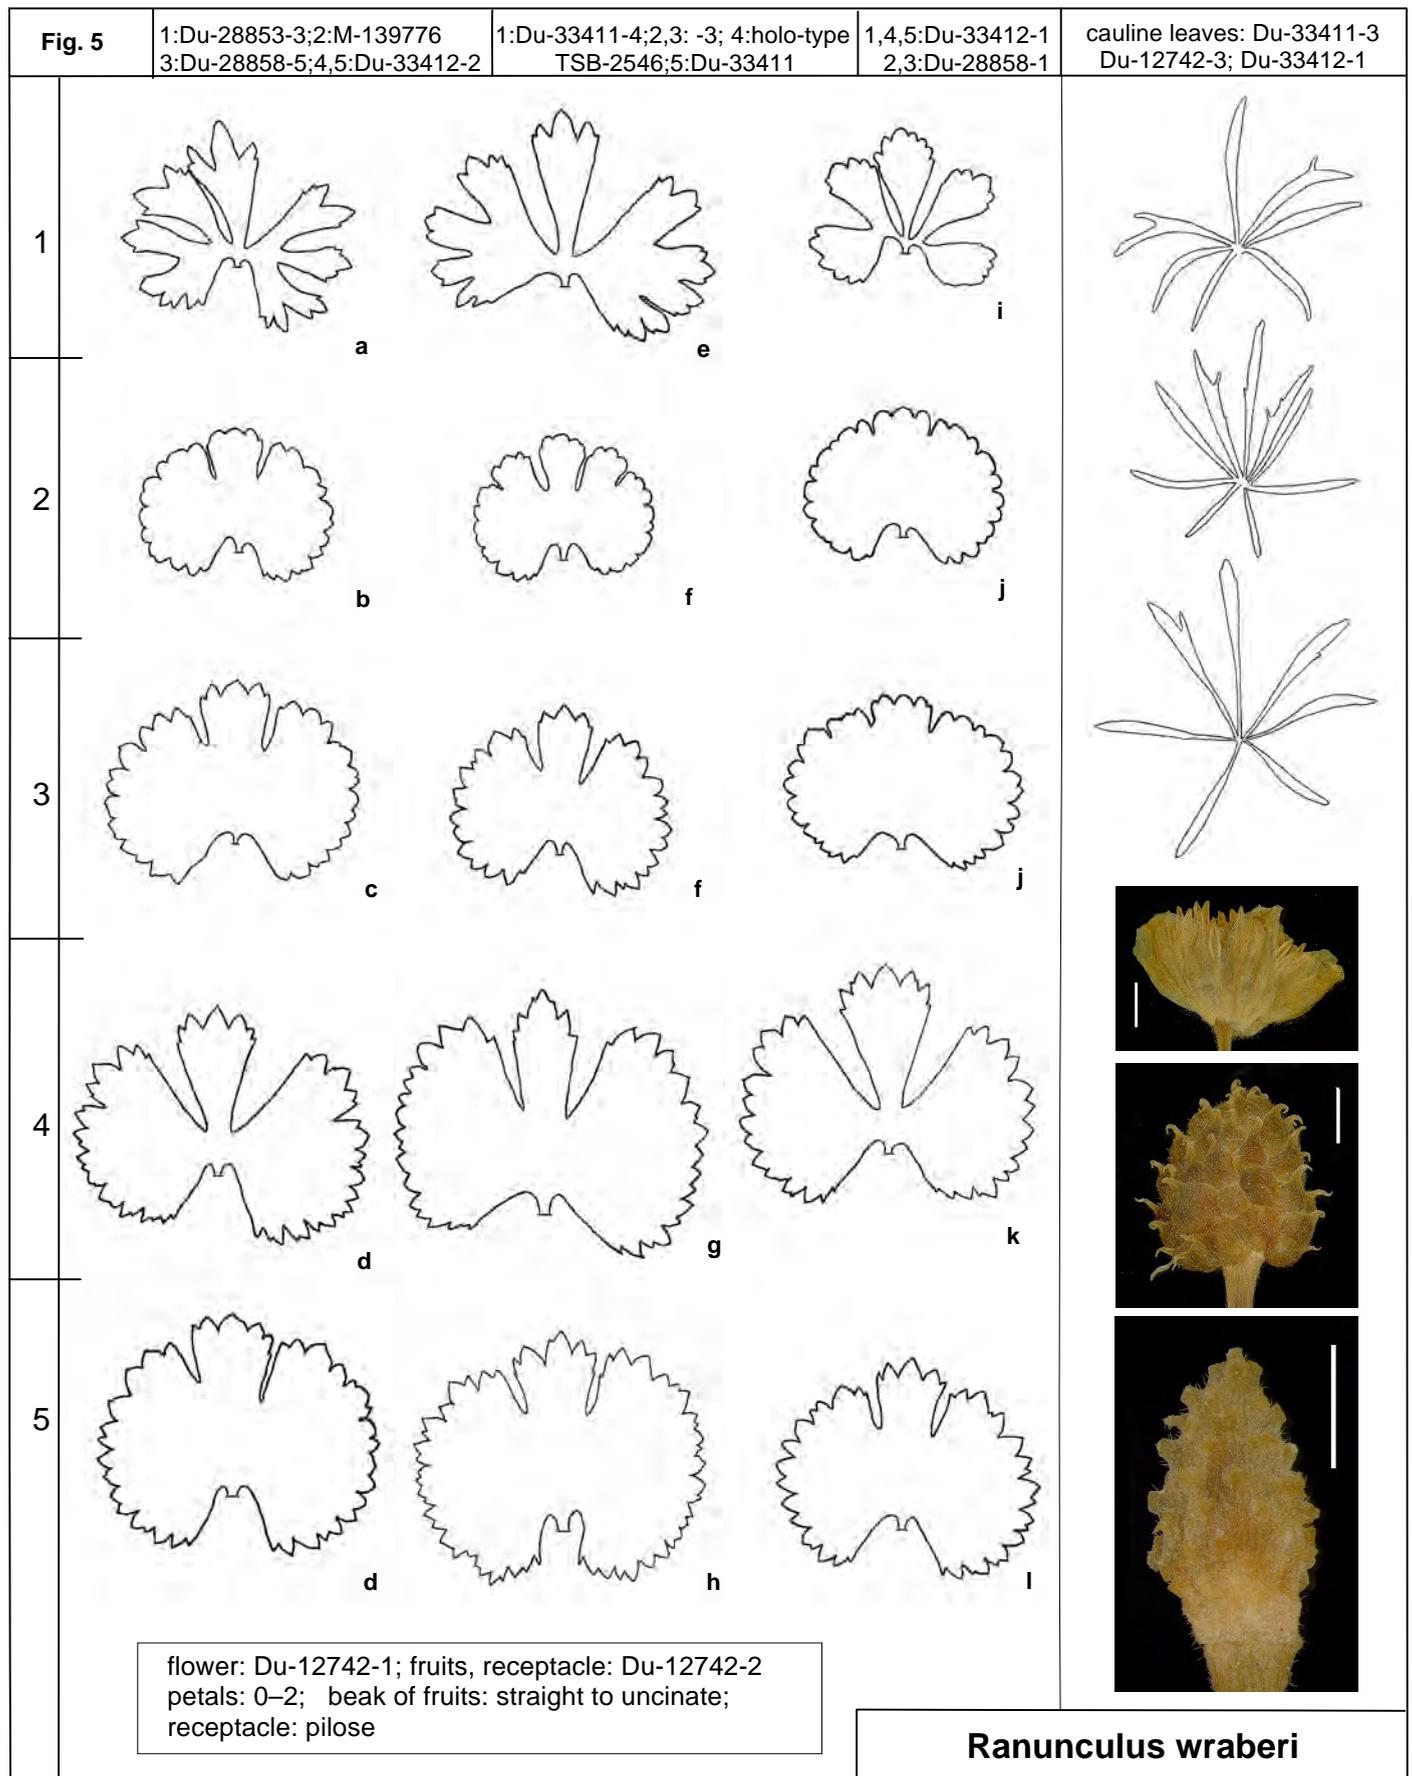 Fig. 5
1:Du-28853-3;2:M-139776
3:Du-28858-5;4,5:Du-33412-2
1:Du-33411-4;2,3: -3; 4:holo-type
TSB-2546;5:Du-33411
1,4,5:Du-33412-1
2,3:Du-28858-1
cauline leaves: Du-33411-3
Du-12742-3; Du-33412-1
1
a
e
i
2
b
f
j
3
c
f
j
4
d
g
k
5
d
h
l
flower: Du-12742-1; fruits, receptacle: Du-12742-2
petals: 0–2; beak of fruits: straight to uncinate;
receptacle: pilose
Ranunculus wraberi